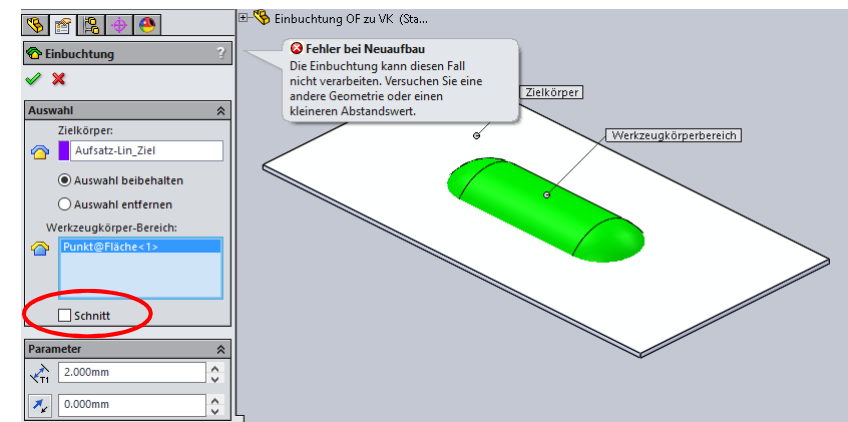 Einbuchtung OF zu VK (Sta...
Einbuchtung
?
Fehler bei Neuaufbau
Die Einbuchtung kann diesen Fall
nicht verarbeiten. Versuchen Sie eine
andere Geometrie oder einen
kleineren Abstandswert.
Auswahl
Zielkörper:
Aufsatz-Lin_Ziel
Auswahl beibehalten
Auswahl entfernen
Werkzeugkörper-Bereich:
Punkt@Fläche<1>
Schnitt
Parameter
T1
2.000mm
0.000mm
Zielkörper
Werkzeugkörperbereich